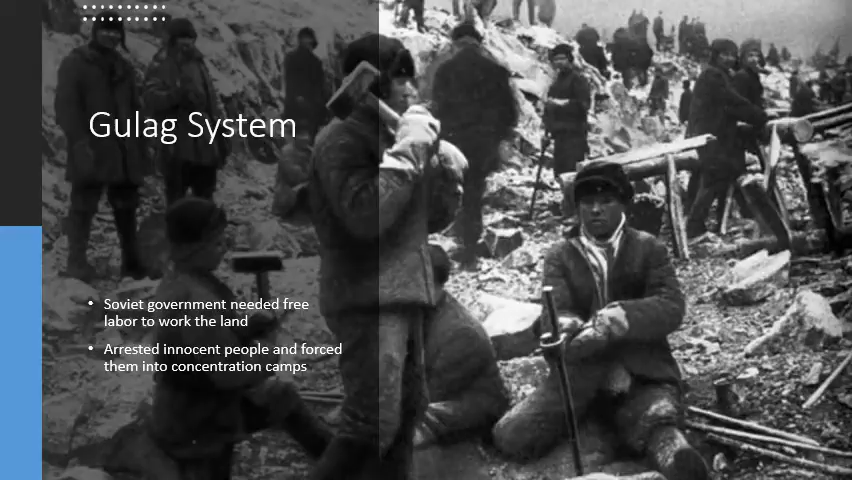 Gulag System
• Soviet government needed free
labor to work the land
• Arrested innocent people and forced
them into concentration camps